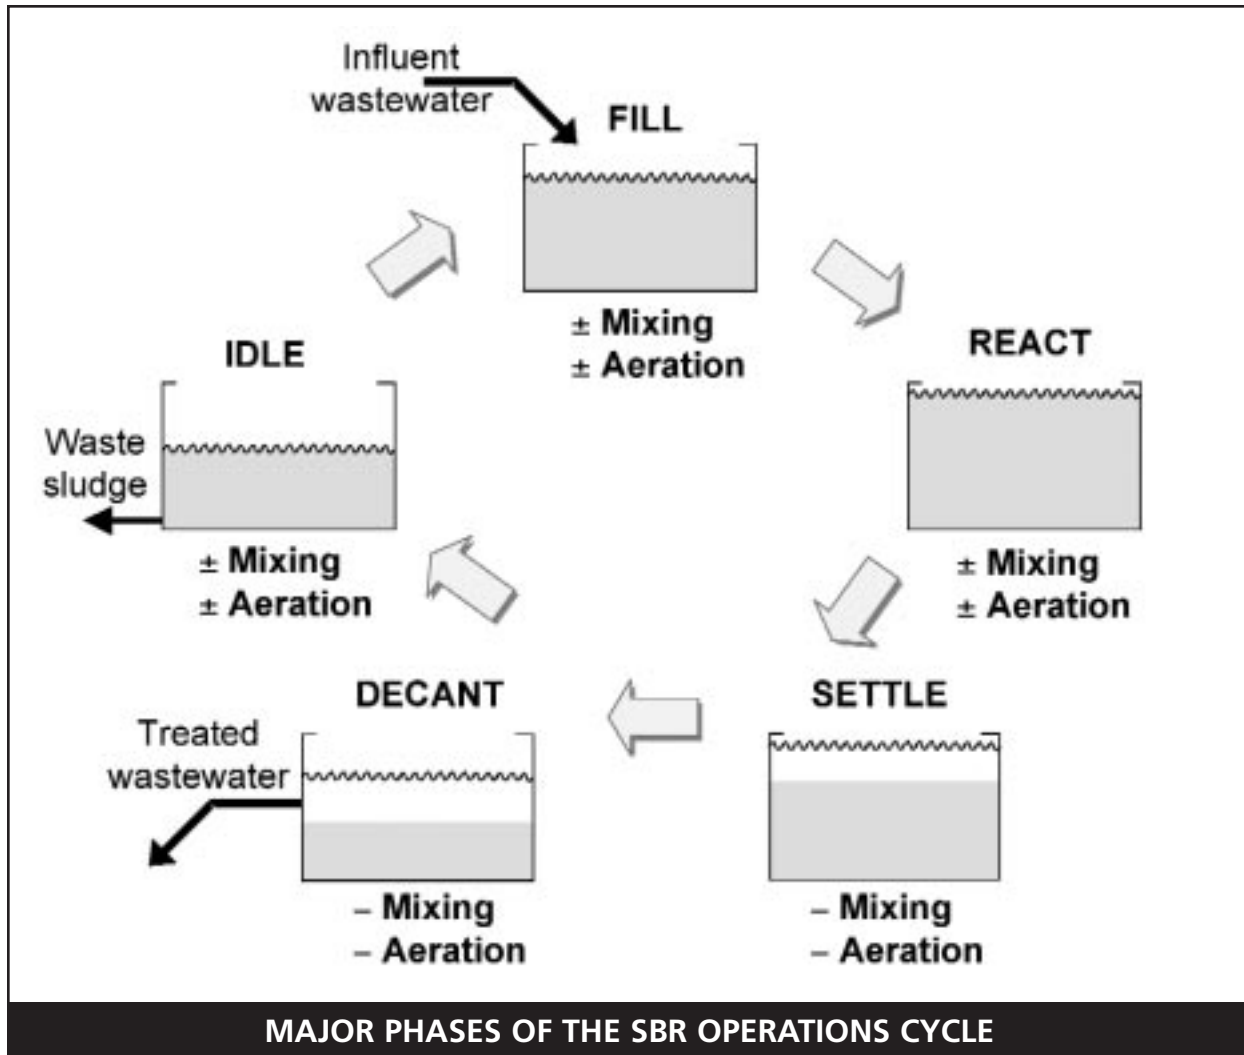 Influent
wastewater
FILL
± Mixing
± Aeration
REACT
± Mixing
± Aeration
SETTLE
– Mixing
– Aeration
DECANT
Treated
wastewater
– Mixing
– Aeration
IDLE
Waste
sludge
± Mixing
± Aeration
MAJOR PHASES OF THE SBR OPERATIONS CYCLE